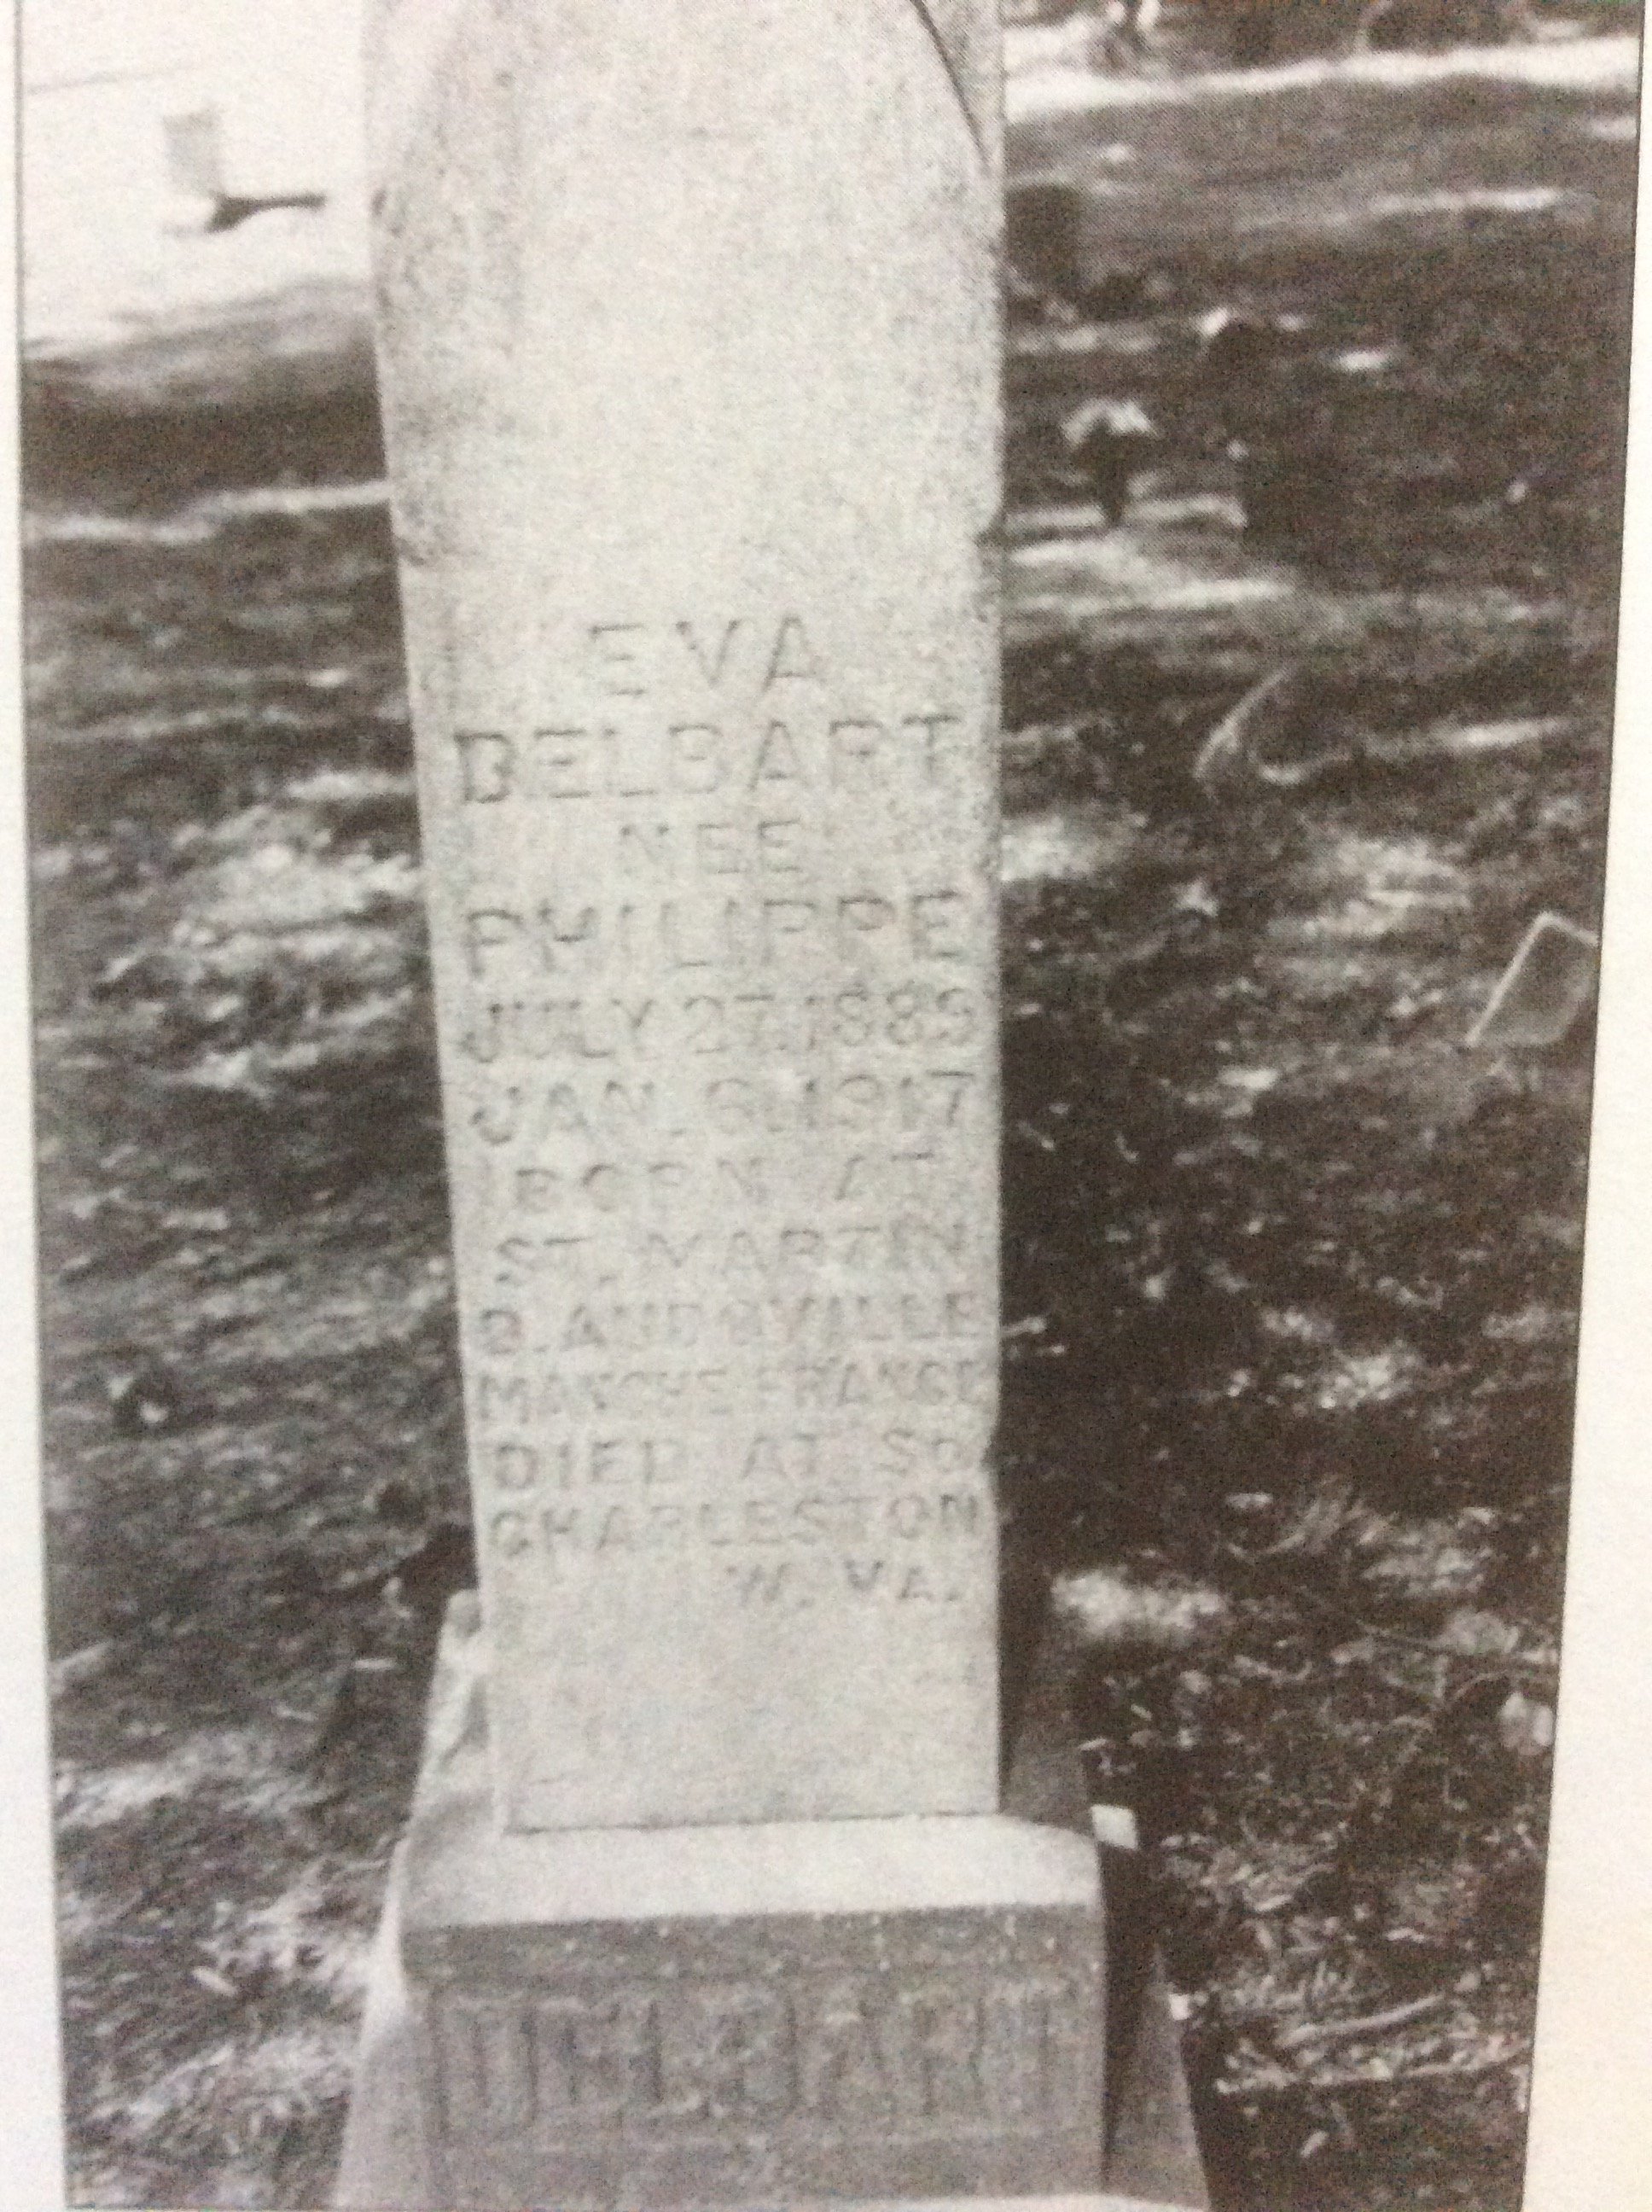 EVA
DELBART
NEE
PHILIPPE
JULY 27. 1889
JAN. 6. 1917
BORN AT
ST. MARTIN
D. AUDOVILLE
MANCHE FRANCE
DIED AT SO
CHARLESTON
W. VA.
DELBART